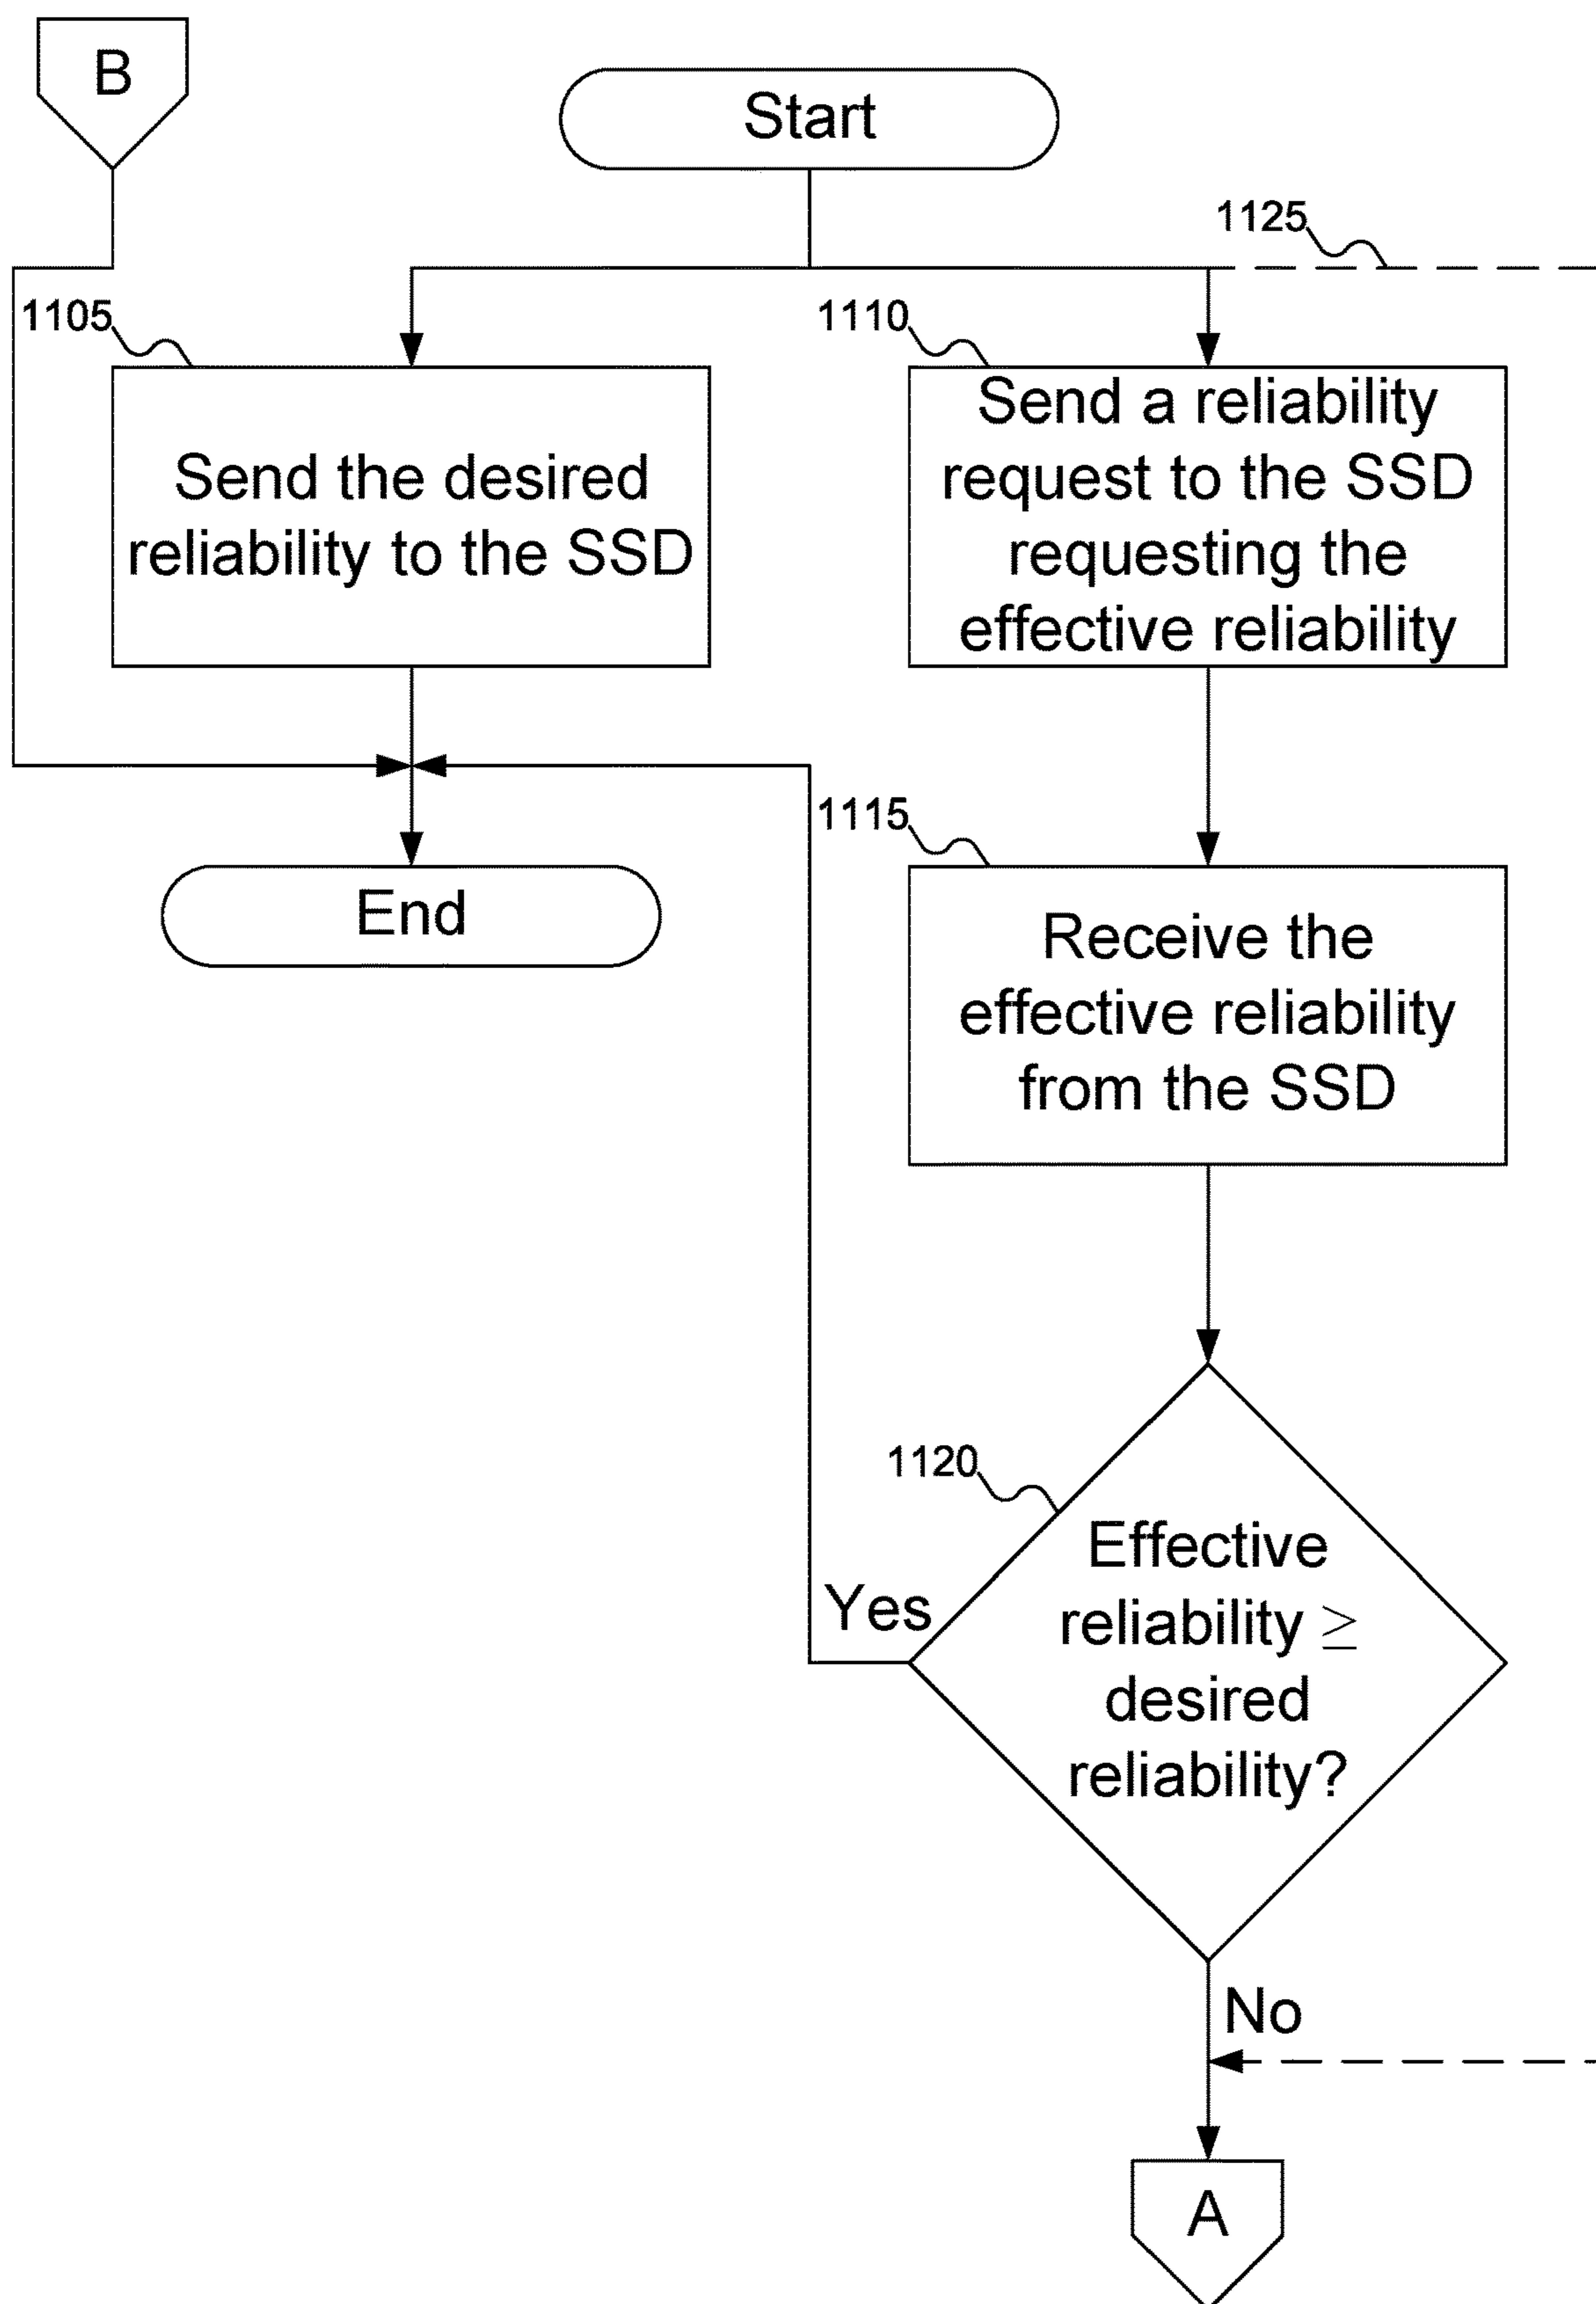 B
Start
1125
1105
1110
Send the desired
reliability to the SSD
Send a reliability
request to the SSD
requesting the
effective reliability
1115
End
Receive the
effective reliability
from the SSD
1120
Effective
reliability ≥
desired
reliability?
Yes
No
A